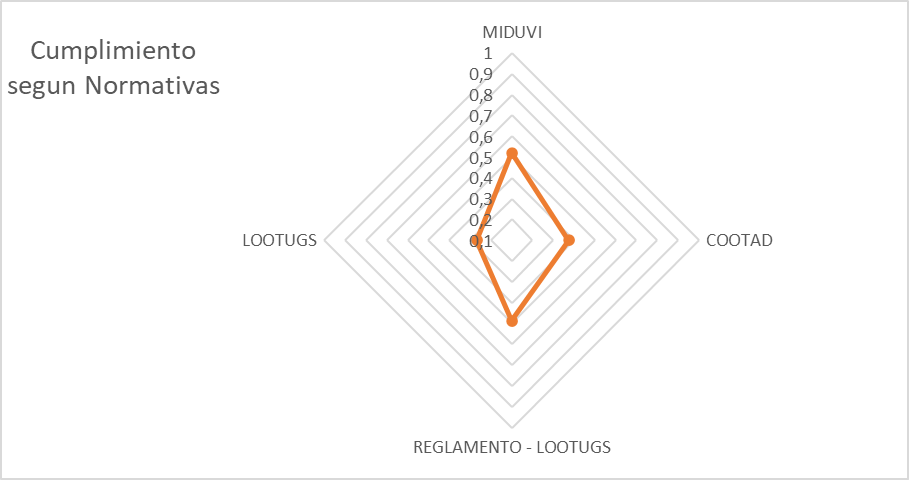 Cumplimiento
segun Normativas
MIDUVI
1
0,9
0,8
0,7
0,6
0,5
0,4
0,3
0,2
0,1
LOOTUGS
COOTAD
REGLAMENTO - LOOTUGS